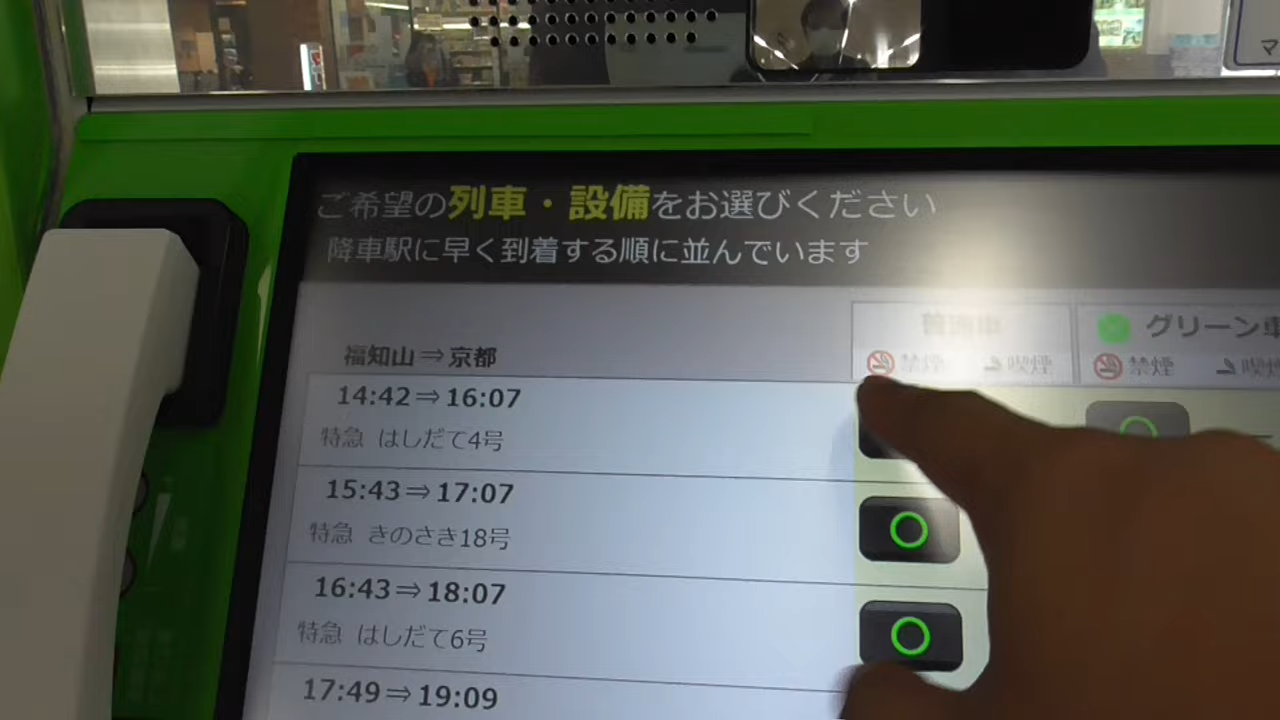 マ
ご希望の列車・設備をお選びください
降車駅に早く到着する順に並んでいます
福知山⇒京都
普通車
グリーン車
禁煙 喫煙
禁煙
14:42⇒16:07
特急 はしだて4号
15:43⇒17:07
特急 きのさき18号
16:43⇒18:07
特急 はしだて6号
17:49⇒19:09